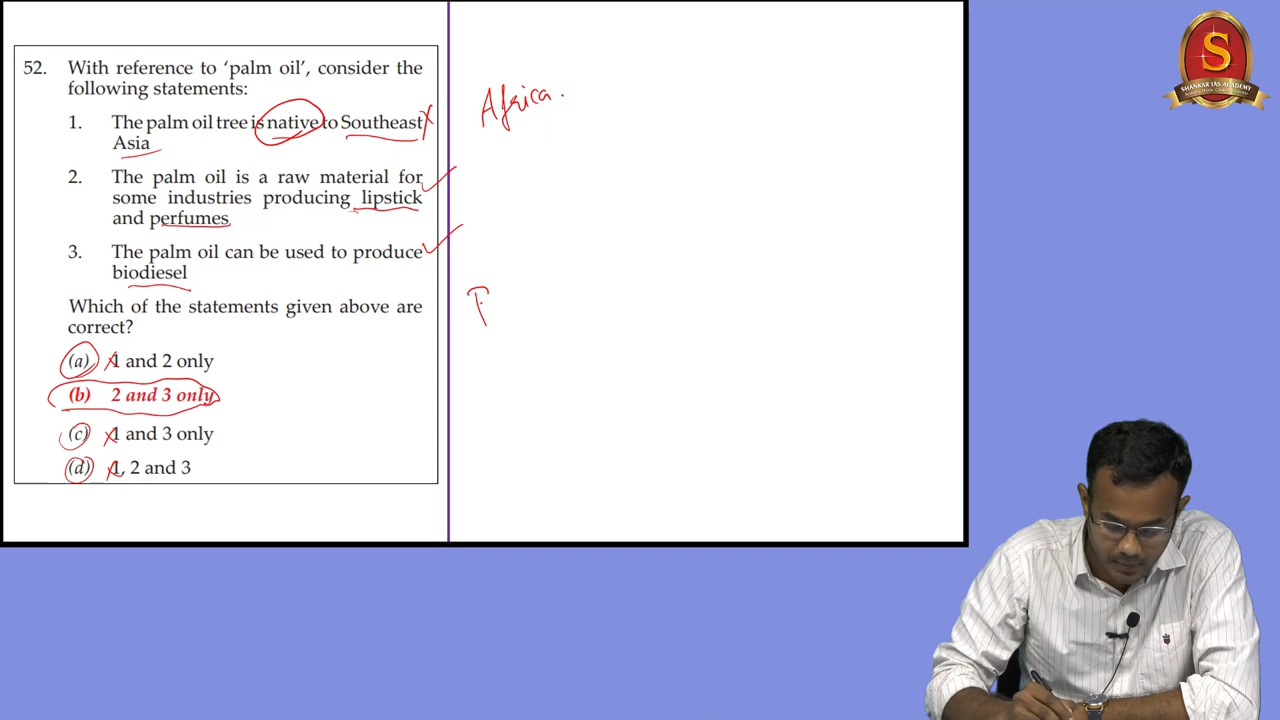 52. With reference to 'palm oil', consider the
following statements:
1. The palm oil tree is native to Southeast
Asia
2. The palm oil is a raw material for
some industries producing lipstick
and perfumes
3. The palm oil can be used to produce
biodiesel
Which of the statements given above are
correct?
(a) 1 and 2 only
(b) 2 and 3 only
(c) 1 and 3 only
(d) 1, 2 and 3
Africa.
S
SHANKAR IAS ACADEMY